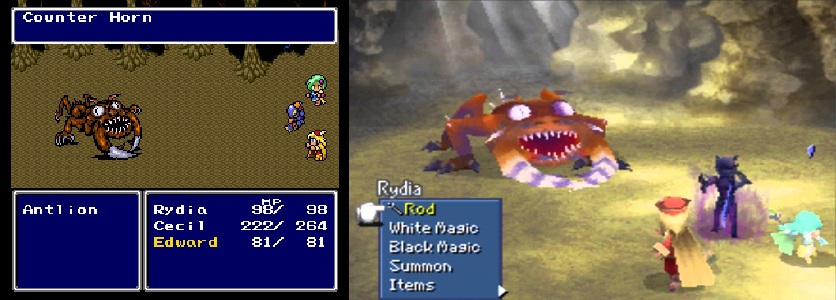 Counter Horn
Antlion
MP
Rydia 98/ 98
Cecil 222/ 264
Edward 81/ 81
Rydia
Rod
White Magic
Black Magic
Summon
Items